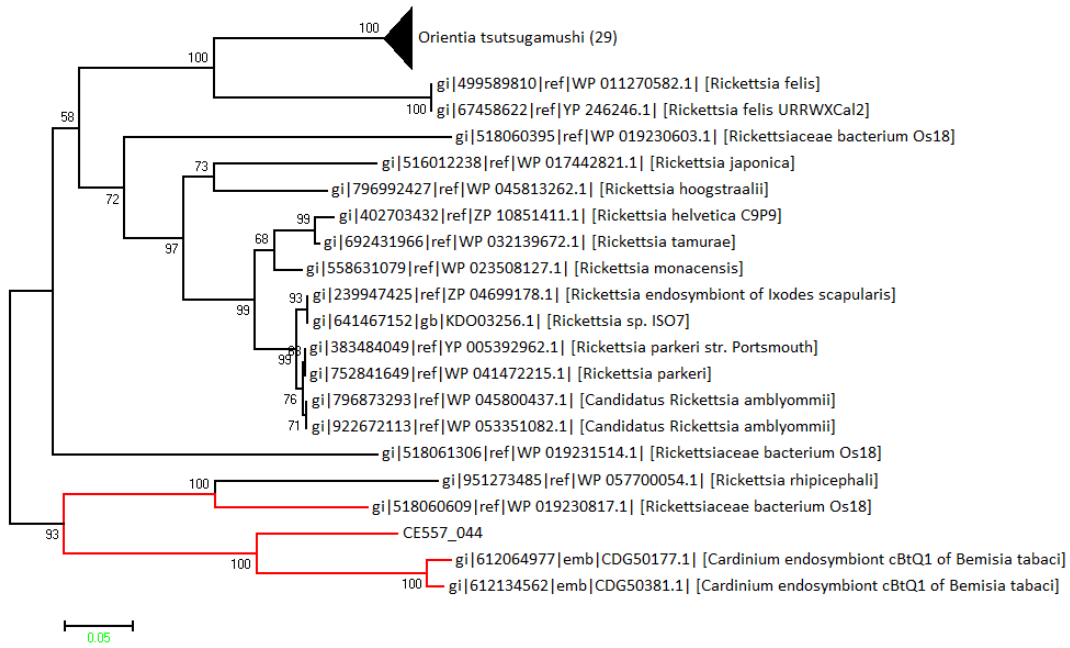 100
Orientia tsutsugamushi (29)
100
gi|499589810|ref|WP 011270582.1| [Rickettsia felis]
100
gi|67458622|ref|YP 246246.1| [Rickettsia felis URRWXCal2]
58
gi|518060395|ref|WP 019230603.1| [Rickettsiaceae bacterium Os18]
73
gi|516012238|ref|WP 017442821.1| [Rickettsia japonica]
72
gi|796992427|ref|WP 045813262.1| [Rickettsia hoogstraalii]
99
gi|402703432|ref|ZP 10851411.1| [Rickettsia helvetica C9P9]
68
97
gi|692431966|ref|WP 032139672.1| [Rickettsia tamurae]
gi|558631079|ref|WP 023508127.1| [Rickettsia monacensis]
93
gi|239947425|ref|ZP 04699178.1| [Rickettsia endosymbiont of Ixodes scapularis]
99
gi|641467152|gb|KDO03256.1| [Rickettsia sp. ISO7]
gi|383484049|ref|YP 005392962.1| [Rickettsia parkeri str. Portsmouth]
99
gi|752841649|ref|WP 041472215.1| [Rickettsia parkeri]
76
gi|796873293|ref|WP 045800437.1| [Candidatus Rickettsia amblyommii]
71
gi|922672113|ref|WP 053351082.1| [Candidatus Rickettsia amblyommii]
gi|518061306|ref|WP 019231514.1| [Rickettsiaceae bacterium Os18]
100
gi|951273485|ref|WP 057700054.1| [Rickettsia rhipicephali]
gi|518060609|ref|WP 019230817.1| [Rickettsiaceae bacterium Os18]
93
CE557_044
100
gi|612064977|emb|CDG50177.1| [Cardinium endosymbiont cBtQ1 of Bemisia tabaci]
100
gi|612134562|emb|CDG50381.1| [Cardinium endosymbiont cBtQ1 of Bemisia tabaci]
0.05